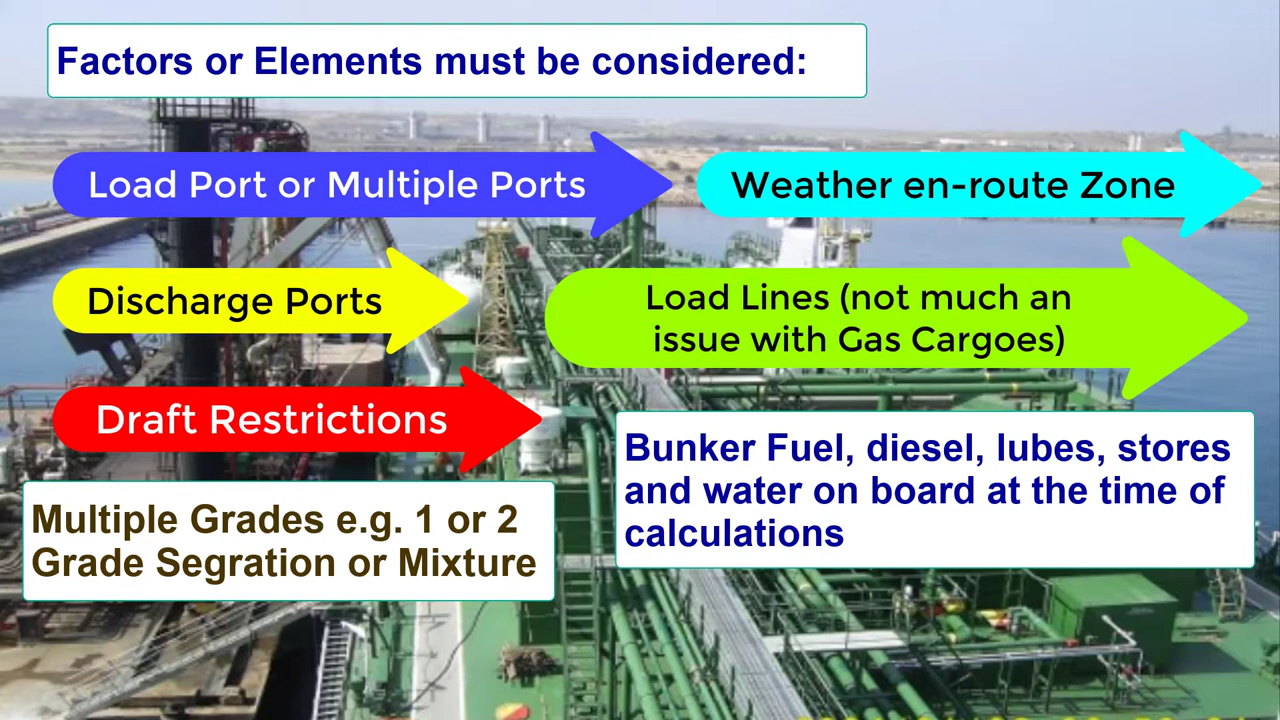 Factors or Elements must be considered:
Load Port or Multiple Ports
Weather en-route Zone
Discharge Ports
Load Lines (not much an
issue with Gas Cargoes)
Draft Restrictions
Bunker Fuel, diesel, lubes, stores
and water on board at the time of
calculations
Multiple Grades e.g. 1 or 2
Grade Segration or Mixture